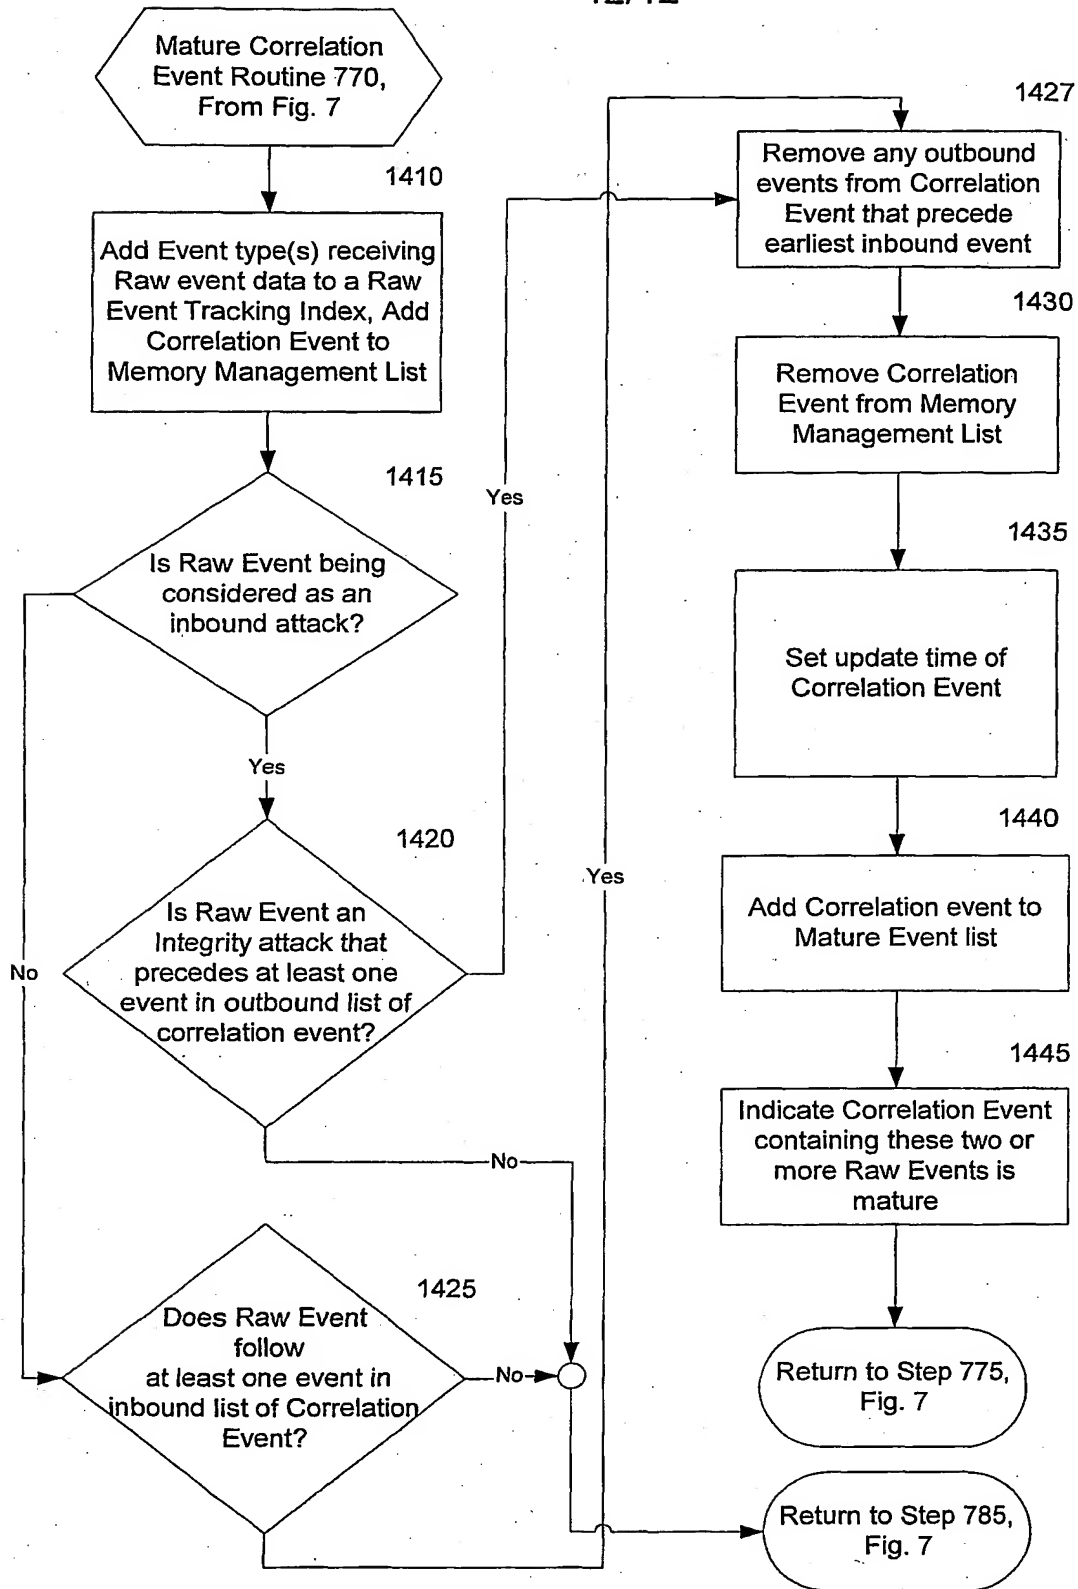 Mature Correlation
Event Routine 770,
From Fig. 7
1410
Add Event type(s) receiving
Raw event data to a Raw
Event Tracking Index, Add
Correlation Event to
Memory Management List
1415
Is Raw Event being
considered as an
inbound attack?
Yes
No
1420
Is Raw Event an
Integrity attack that
precedes at least one
event in outbound list of
correlation event?
Yes
No
1425
Does Raw Event
follow
at least one event in
inbound list of Correlation
Event?
No
Yes
1427
Remove any outbound
events from Correlation
Event that precede
earliest inbound event
1430
Remove Correlation
Event from Memory
Management List
1435
Set update time of
Correlation Event
1440
Add Correlation event to
Mature Event list
1445
Indicate Correlation Event
containing these two or
more Raw Events is
mature
Return to Step 775,
Fig. 7
Return to Step 785,
Fig. 7